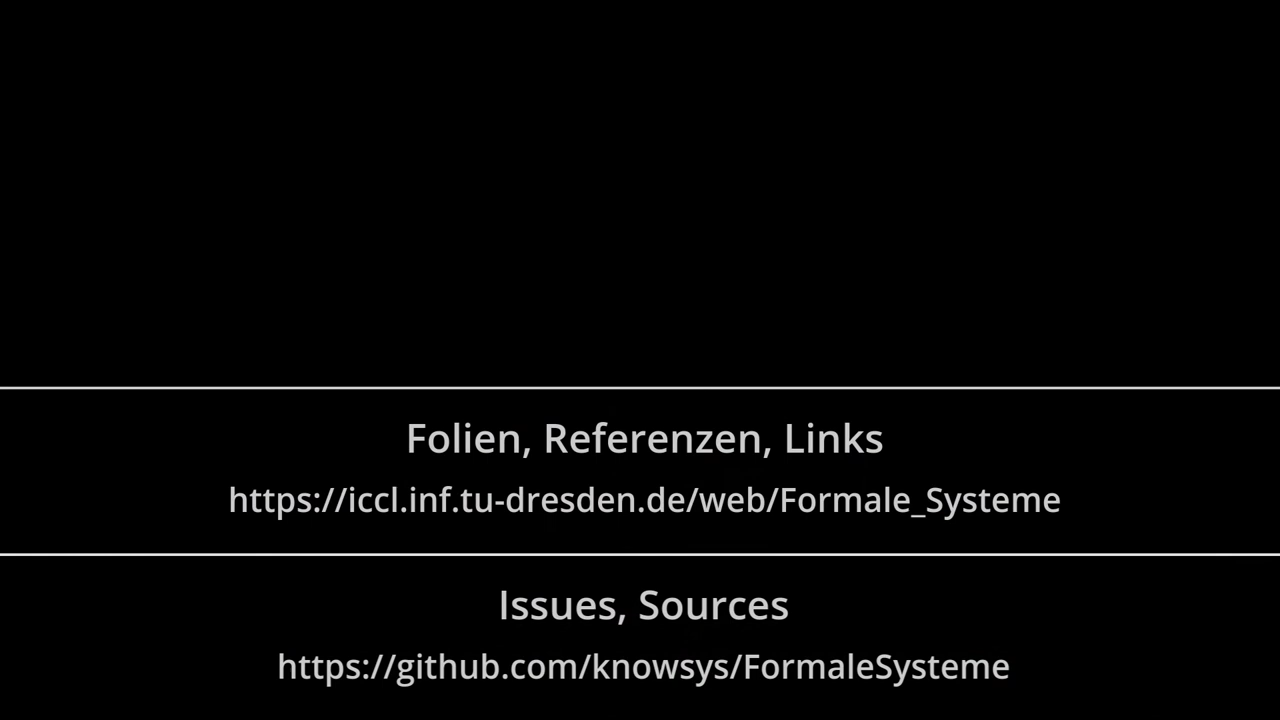 Folien, Referenzen, Links
https://iccl.inf.tu-dresden.de/web/Formale_Systeme
Issues, Sources
https://github.com/knowsys/FormaleSysteme